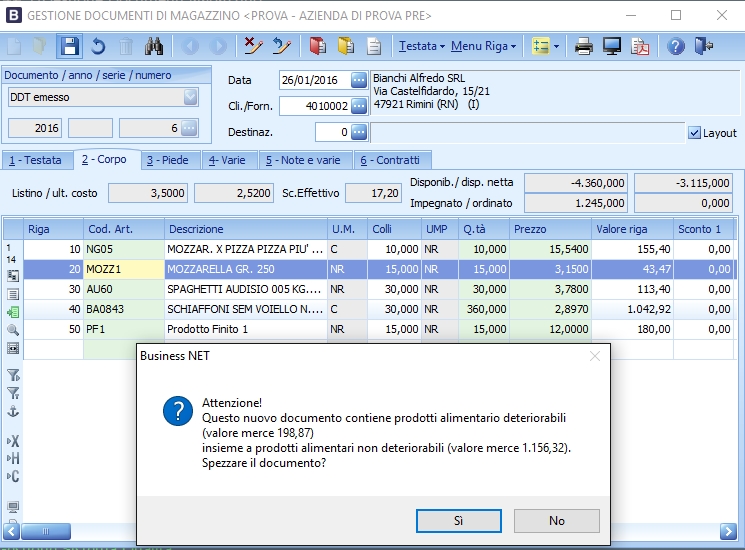 B GESTIONE DOCUMENTI DI MAGAZZINO <PROVA - AZIENDA DI PROVA PRE>
Testata Menu Riga
Documento / anno / serie / numero
DDT emesso
2016 6
Data 26/01/2016
Cli./Forn. 4010002
Destinaz. 0
Bianchi Alfredo SRL
Via Castelfidardo, 15/21
47921 Rimini (RN) (I)
Layout
1 - Testata 2 - Corpo 3 - Piede 4- Varie 5 - Note e varie 6 - Contratti
Listino / ult. costo 3,5000 2,5200 Sc.Effettivo 17,20
Disponib./ disp. netta -4.360,000 -3.115,000
Impegnato / ordinato 1.245,000 0,000
Riga Cod. Art. Descrizione U.M. Colli UMP Q.tà Prezzo Valore riga Sconto 1
1
14
10 NG05 MOZZAR. X PIZZA PIZZA PIU' ... C 10,000 NR 10,000 15,5400 155,40 0,00
20 MOZZ1 MOZZARELLA GR. 250 NR 15,000 NR 15,000 3,1500 43,47 0,00
30 AU60 SPAGHETTI AUDISIO 005 KG.... NR 30,000 NR 30,000 3,7800 113,40 0,00
40 BA0843 SCHIAFFONI SEM VOIELLO N.... C 30,000 NR 360,000 2,8970 1.042,92 0,00
50 PF1 Prodotto Finito 1 NR 15,000 NR 15,000 12,0000 180,00 0,00
X
H
C
Business NET
Attenzione!
Questo nuovo documento contiene prodotti alimentario deteriorabili
(valore merce 198,87)
insieme a prodotti alimentari non deteriorabili (valore merce 1.156,32).
Spezzare il documento?
Sì No